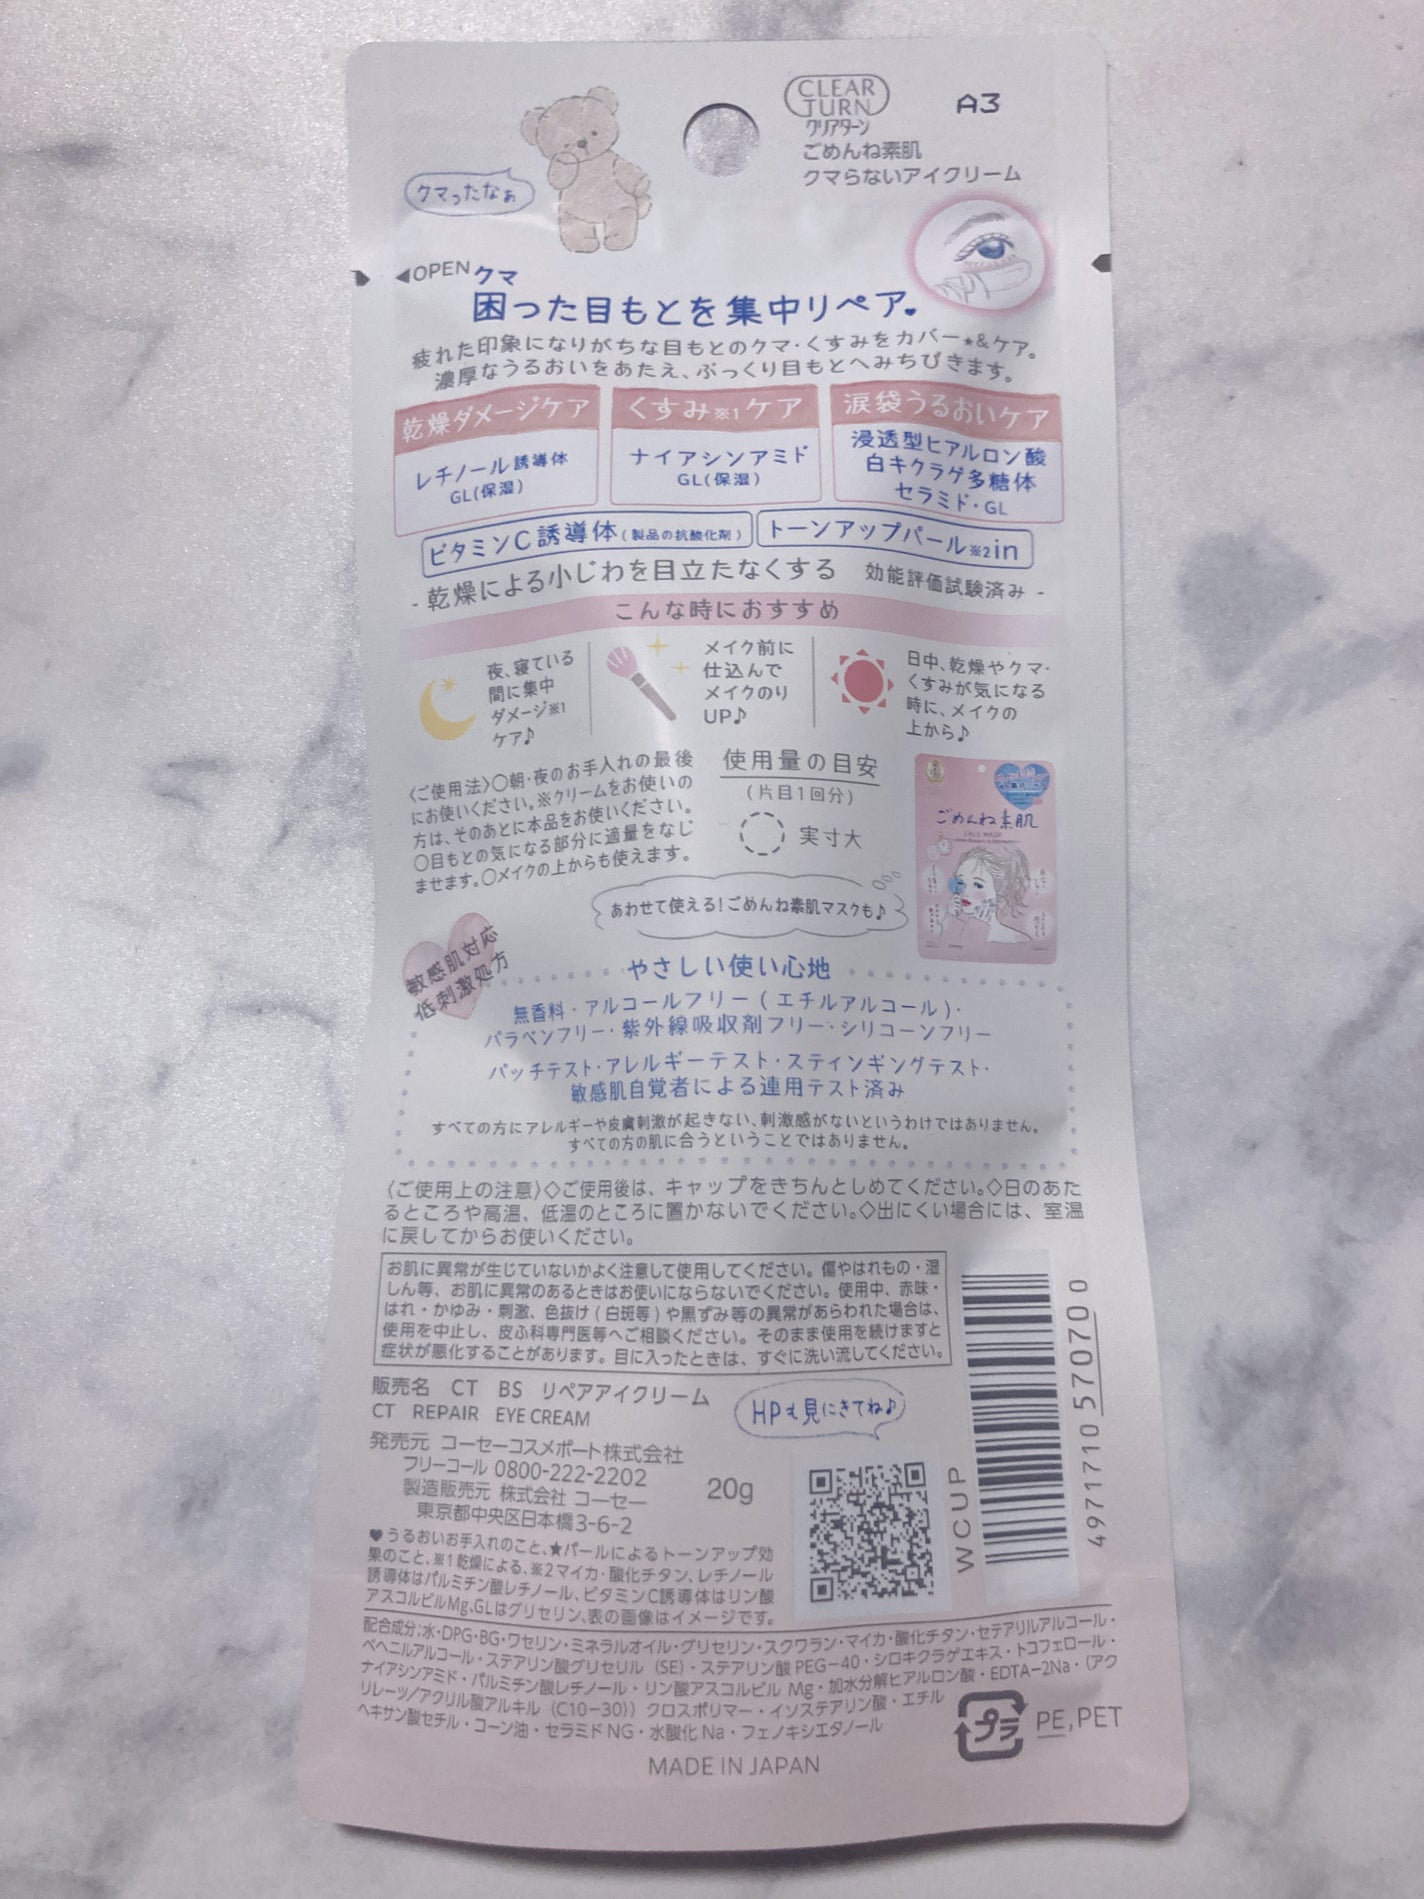 CLEAR TURN
クリアターン
ごめんね素肌
クマらないアイクリーム
A3
クマったなぁ
◀OPEN
クマ
困った目もとを集中リペア♥
疲れた印象になりがちな目もとのクマ・くすみをカバー★&ケア。
濃厚なうるおいをあたえ、ぷっくり目もとへみちびきます。
乾燥ダメージケア
レチノール誘導体
GL(保湿)
くすみ※1ケア
ナイアシンアミド
GL(保湿)
涙袋うるおいケア
浸透型ヒアルロン酸
白キクラゲ多糖体
セラミド・GL
ビタミンC誘導体(製品の抗酸化剤)
トーンアップパール※2in
- 乾燥による小じわを目立たなくする 効能評価試験済み -
こんな時におすすめ
夜、寝ている
間に集中
ダメージ※1
ケア♪
メイク前に
仕込んで
メイクのり
UP♪
日中、乾燥やクマ・
くすみが気になる
時に、メイクの
上から♪
〈ご使用法〉○朝・夜のお手入れの最後
にお使いください。※クリームをお使いの
方は、そのあとに本品をお使いください。
○目もとの気になる部分に適量をなじ
ませます。○メイクの上からも使えます。
使用量の目安
(片目1回分)
実寸大
ごめんね素肌
FACE MASK
あわせて使える!ごめんね素肌マスクも♪
敏感肌対応
低刺激処方
やさしい使い心地
無香料・アルコールフリー(エチルアルコール)・
パラベンフリー・紫外線吸収剤フリー・シリコーンフリー
パッチテスト・アレルギーテスト・スティンギングテスト・
敏感肌自覚者による連用テスト済み
すべての方にアレルギーや皮膚刺激が起きない、刺激感がないというわけではありません。
すべての方の肌に合うということではありません。
〈ご使用上の注意〉◇ご使用後は、キャップをきちんとしめてください。◇日のあた
るところや高温、低温のところに置かないでください。◇出にくい場合には、室温
に戻してからお使いください。
お肌に異常が生じていないかよく注意して使用してください。傷やはれもの・湿
しん等、お肌に異常のあるときはお使いにならないでください。使用中、赤味・
はれ・かゆみ・刺激、色抜け(白斑等)や黒ずみ等の異常があらわれた場合は、
使用を中止し、皮ふ科専門医等へご相談ください。そのまま使用を続けますと
症状が悪化することがあります。目に入ったときは、すぐに洗い流してください。
販売名 CT BS リペアアイクリーム
CT REPAIR EYE CREAM
発売元 コーセーコスメポート株式会社
フリーコール 0800-222-2202
製造販売元 株式会社 コーセー
東京都中央区日本橋3-6-2
20g
HPも見にきてね♪
WCUP
4971710 570700
♥うるおいお手入れのこと、★パールによるトーンアップ効
果のこと、※1乾燥による、※2マイカ・酸化チタン、レチノール
誘導体はパルミチン酸レチノール、ビタミンC誘導体はリン酸
アスコルビルMg、GLはグリセリン、表の画像はイメージです。
配合成分:水・DPG・BG・ワセリン・ミネラルオイル・グリセリン・スクワラン・マイカ・酸化チタン・セテアリルアルコール・
ベヘニルアルコール・ステアリン酸グリセリル(SE)・ステアリン酸PEG-40・シロキクラゲエキス・トコフェロール・
ナイアシンアミド・パルミチン酸レチノール・リン酸アスコルビル Mg・加水分解ヒアルロン酸・EDTA-2Na・(アク
リレーツ/アクリル酸アルキル(C10-30))クロスポリマー・イソステアリン酸・エチル
ヘキサン酸セチル・コーン油・セラミドNG・水酸化Na・フェノキシエタノール
プラ
PE,PET
MADE IN JAPAN